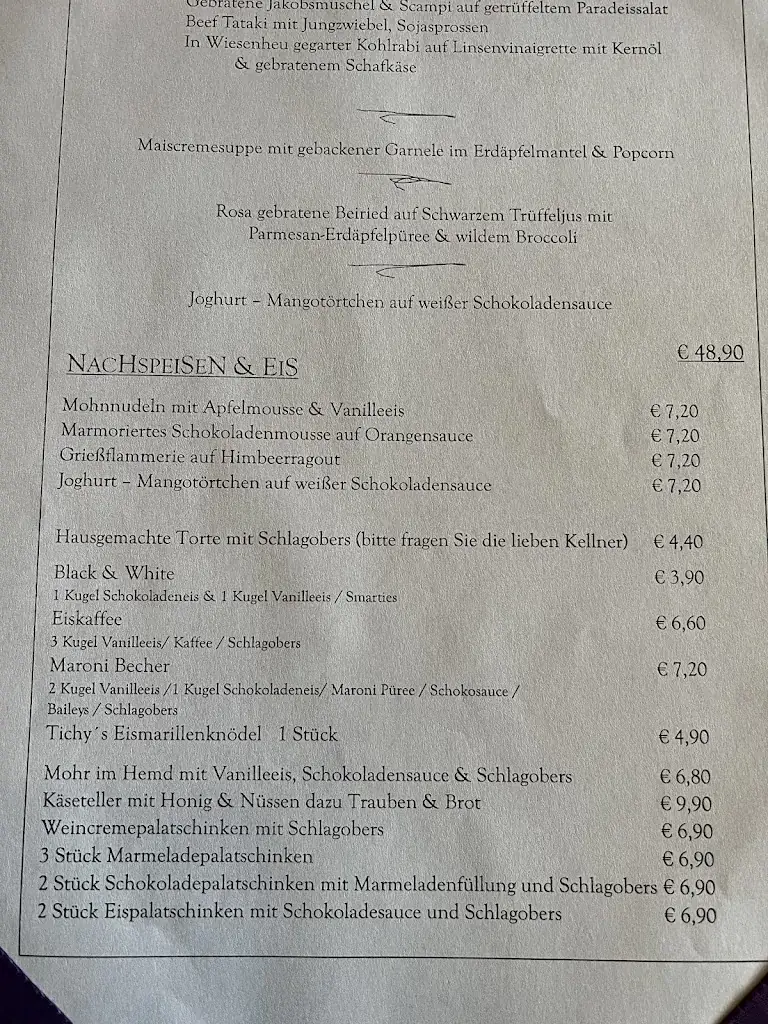 Gebratene Jakobsmuschel & Scampi auf getrüffeltem Paradeissalat
Beef Tataki mit Jungzwiebel, Sojasprossen
In Wiesenheu gegarter Kohlrabi auf Linsenvinaigrette mit Kernöl
& gebratenem Schafkäse
Maiscremesuppe mit gebackener Garnele im Erdäpfelmantel & Popcorn
Rosa gebratene Beiried auf Schwarzem Trüffeljus mit
Parmesan-Erdäpfelpüree & wildem Broccoli
Joghurt – Mangotörtchen auf weißer Schokoladensauce
€ 48,90
NACHSPEISEN & EIS
Mohnnudeln mit Apfelmousse & Vanilleeis € 7,20
Marmoriertes Schokoladenmousse auf Orangensauce € 7,20
Grießflammerie auf Himbeerragout € 7,20
Joghurt – Mangotörtchen auf weißer Schokoladensauce € 7,20
Hausgemachte Torte mit Schlagobers (bitte fragen Sie die lieben Kellner) € 4,40
Black & White € 3,90
1 Kugel Schokoladeneis & 1 Kugel Vanilleeis / Smarties
Eiskaffee € 6,60
3 Kugel Vanilleeis/ Kaffee / Schlagobers
Maroni Becher € 7,20
2 Kugel Vanilleeis /1 Kugel Schokoladeneis/ Maroni Püree / Schokosauce /
Baileys / Schlagobers
Tichy´s Eismarillenknödel 1 Stück € 4,90
Mohr im Hemd mit Vanilleeis, Schokoladensauce & Schlagobers € 6,80
Käseteller mit Honig & Nüssen dazu Trauben & Brot € 9,90
Weincremepalatschinken mit Schlagobers € 6,90
3 Stück Marmeladepalatschinken € 6,90
2 Stück Schokoladepalatschinken mit Marmeladenfüllung und Schlagobers € 6,90
2 Stück Eispalatschinken mit Schokoladesauce und Schlagobers € 6,90